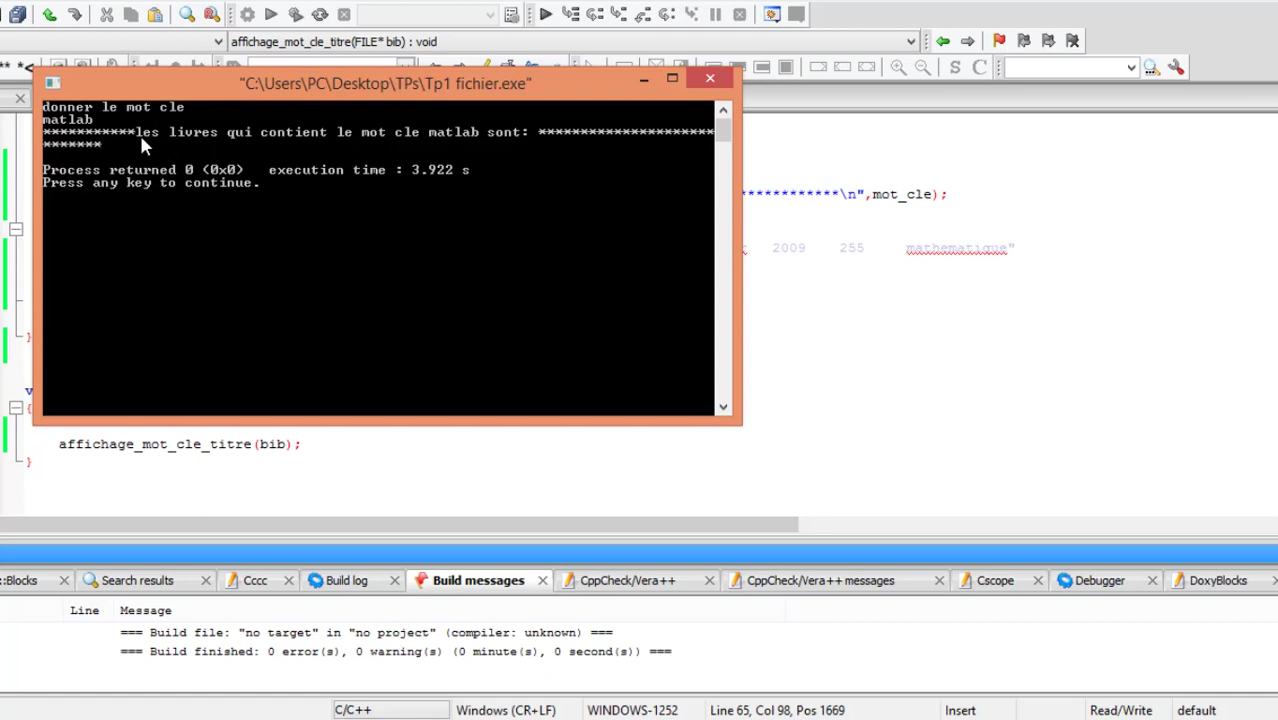 affichage_mot_cle_titre(FILE* bib) : void
"C:\Users\PC\Desktop\TPs\Tp1 fichier.exe"
donner le mot cle
matlab
***********les livres qui contient le mot cle matlab sont: *********************
*******
Process returned 0 (0x0)   execution time : 3.922 s
Press any key to continue.
************\n",mot_cle);
2009 255 mathematique"
}
v
{
affichage_mot_cle_titre(bib);
}
::Blocks Search results Cccc Build log Build messages CppCheck/Vera++ CppCheck/Vera++ messages Cscope Debugger DoxyBlocks
Line Message
=== Build file: "no target" in "no project" (compiler: unknown) ===
=== Build finished: 0 error(s), 0 warning(s) (0 minute(s), 0 second(s)) ===
C/C++ Windows (CR+LF) WINDOWS-1252 Line 65, Col 98, Pos 1669 Insert Read/Write default